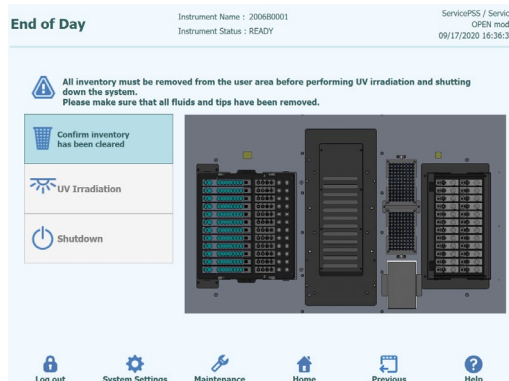 End of Day
Instrument Name : 2006B0001
Instrument Status : READY
ServicePSS / Servic
OPEN mod
09/17/2020 16:36:3
All inventory must be removed from the user area before performing UV irradiation and shutting
down the system.
Please make sure that all fluids and tips have been removed.
Confirm inventory
has been cleared
UV Irradiation
Shutdown
Log out
System Settings
Maintenance
Home
Previous
Help